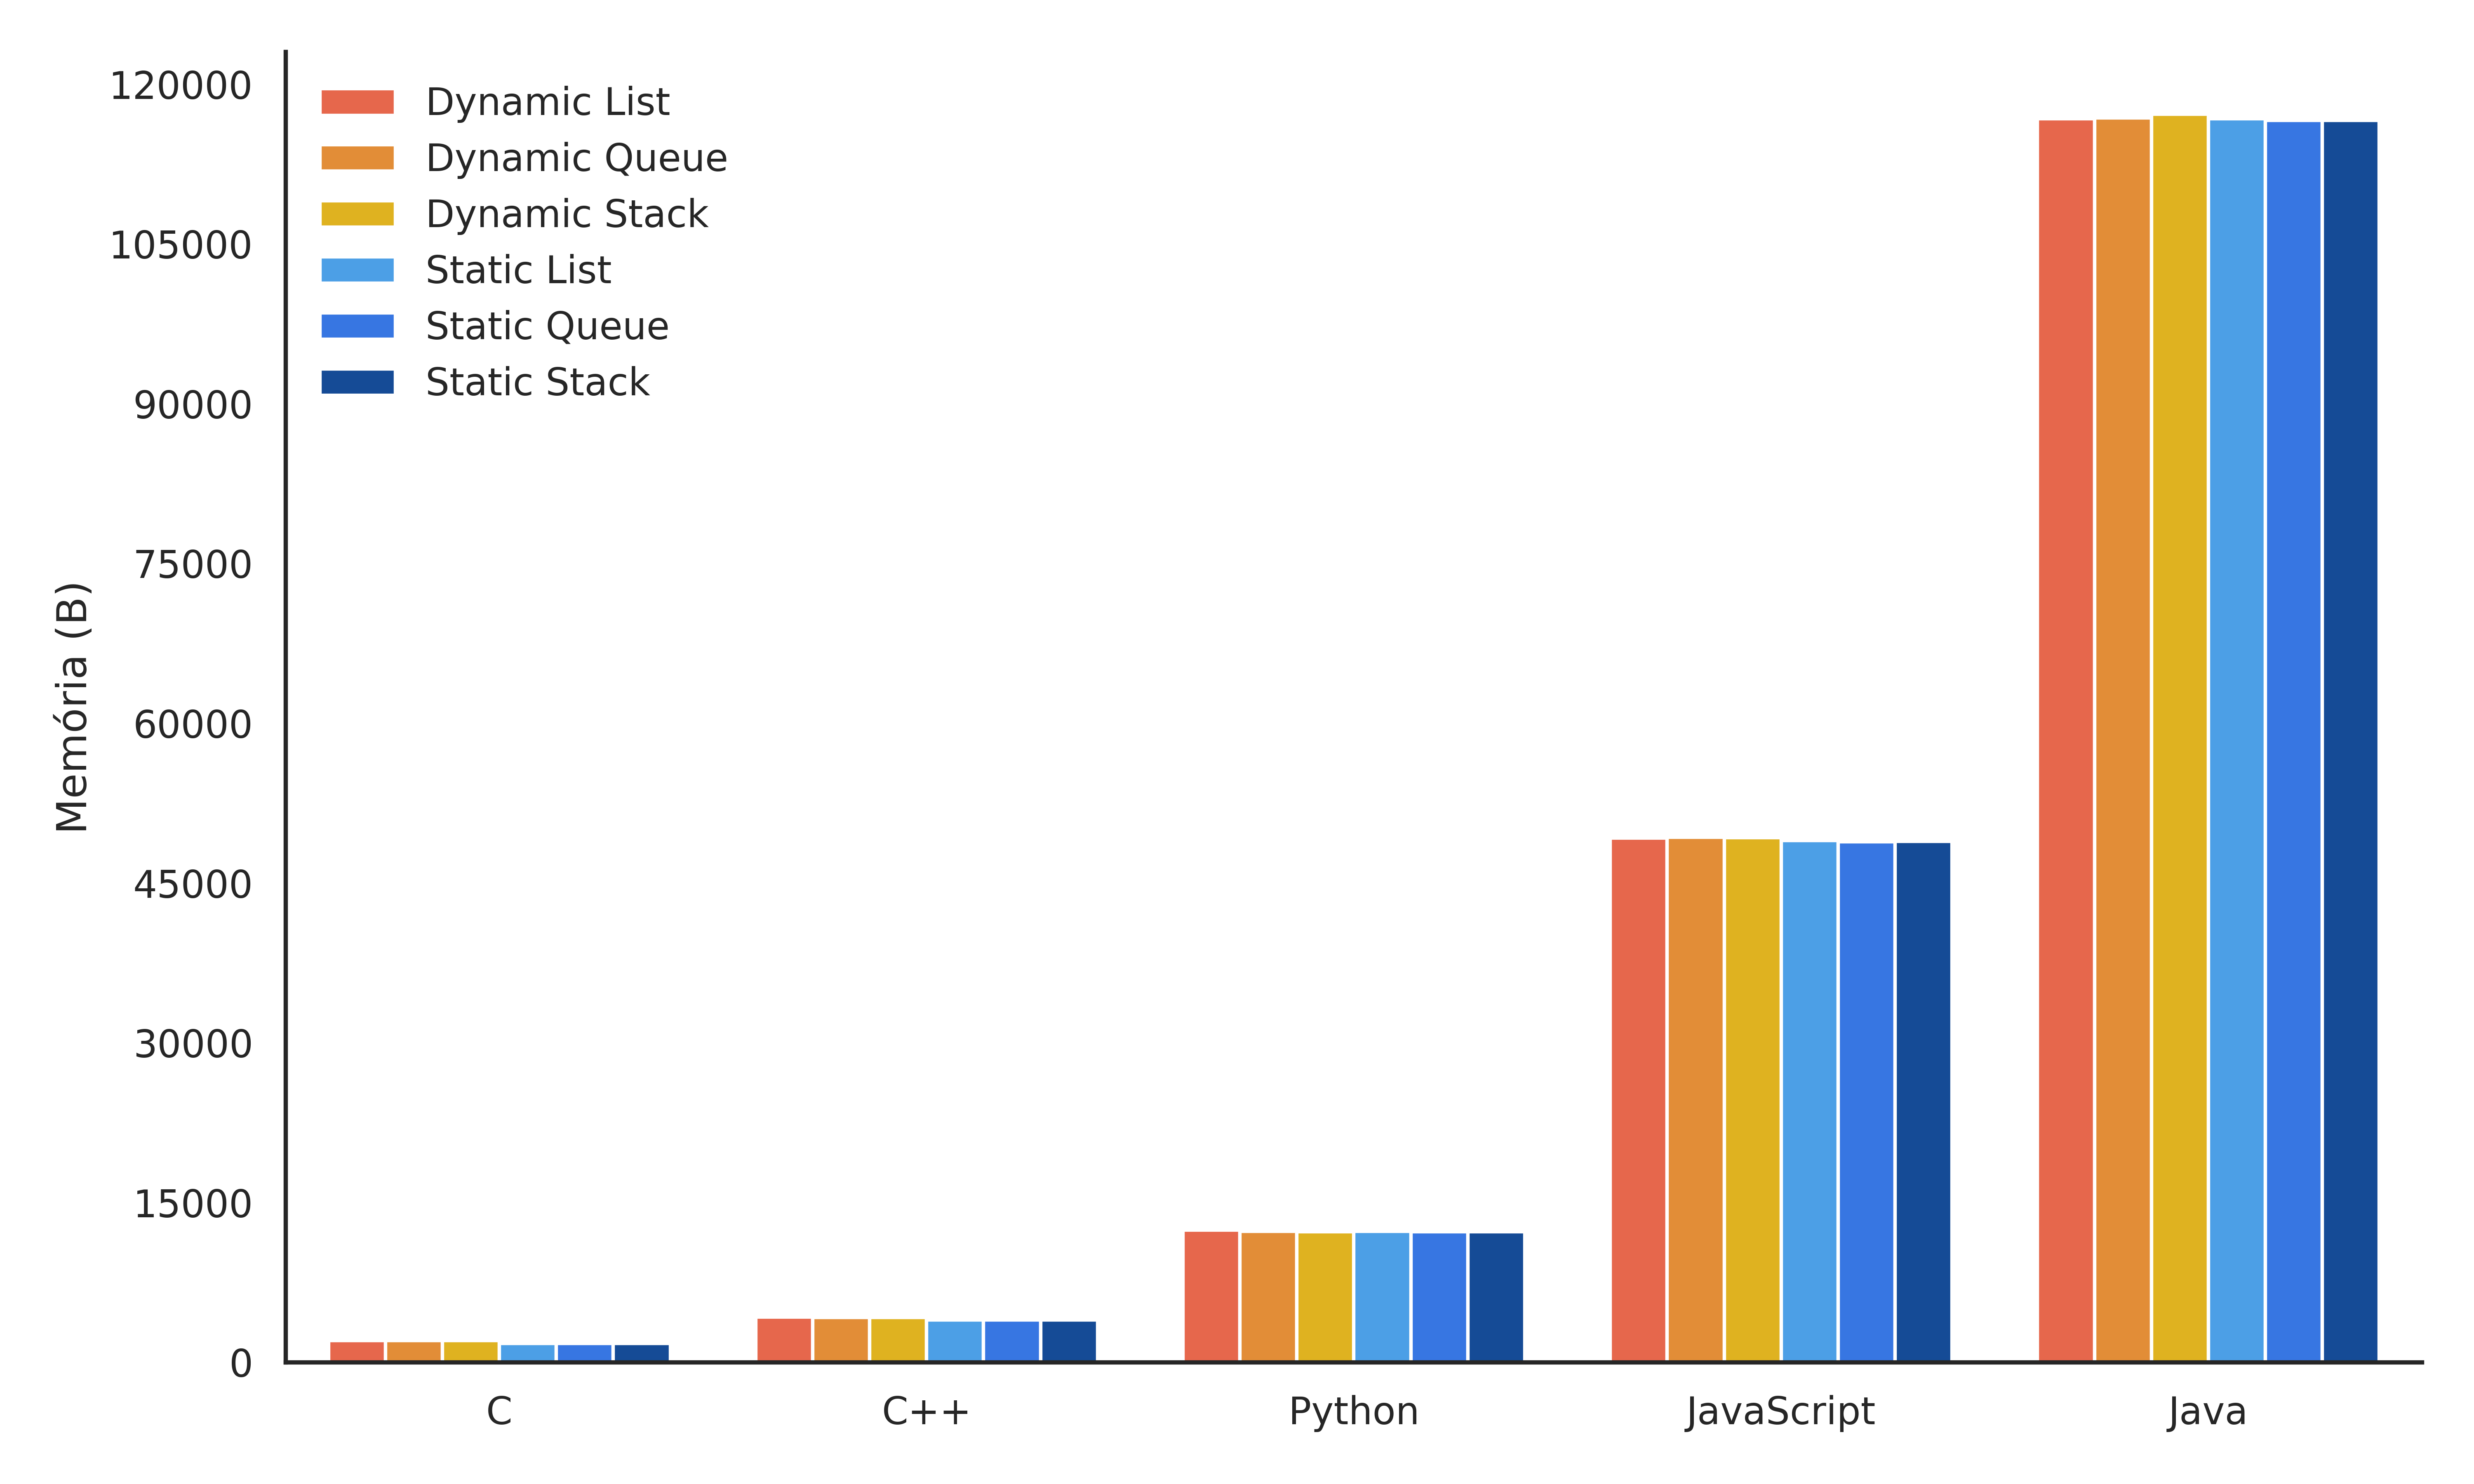 120000
105000
90000
75000
60000
45000
30000
15000
0
Memória (B)
Dynamic List
Dynamic Queue
Dynamic Stack
Static List
Static Queue
Static Stack
C
C++
Python
JavaScript
Java